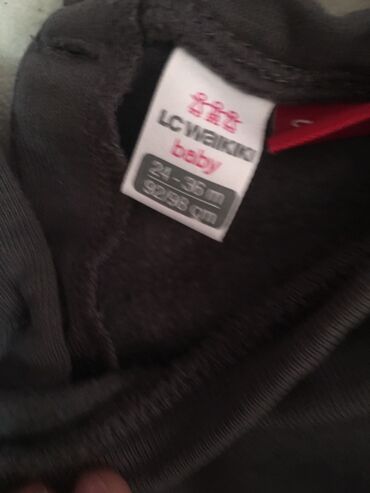 LC WAIKIKI
baby
24 - 36 m
92/98 cm